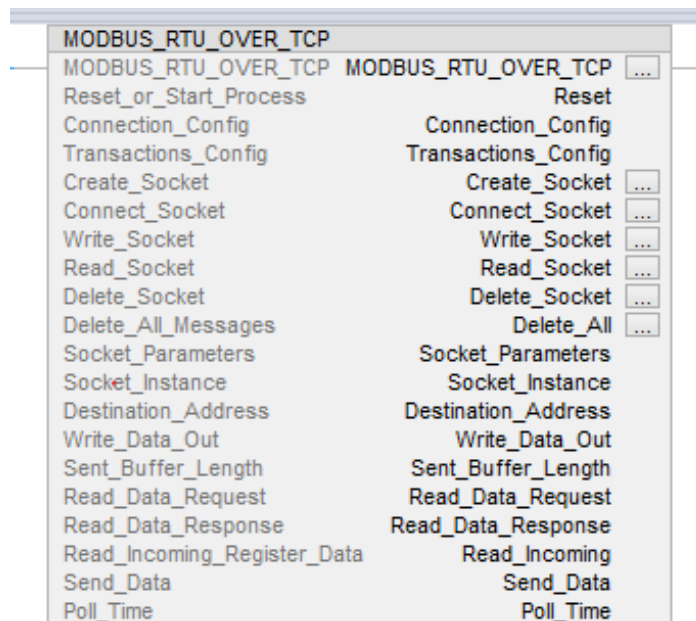 MODBUS_RTU_OVER_TCP
MODBUS_RTU_OVER_TCP MODBUS_RTU_OVER_TCP ...
Reset_or_Start_Process Reset
Connection_Config Connection_Config
Transactions_Config Transactions_Config
Create_Socket Create_Socket ...
Connect_Socket Connect_Socket ...
Write_Socket Write_Socket ...
Read_Socket Read_Socket ...
Delete_Socket Delete_Socket ...
Delete_All_Messages Delete_All ...
Socket_Parameters Socket_Parameters
Socket_Instance Socket_Instance
Destination_Address Destination_Address
Write_Data_Out Write_Data_Out
Sent_Buffer_Length Sent_Buffer_Length
Read_Data_Request Read_Data_Request
Read_Data_Response Read_Data_Response
Read_Incoming_Register_Data Read_Incoming
Send_Data Send_Data
Poll_Time Poll_Time